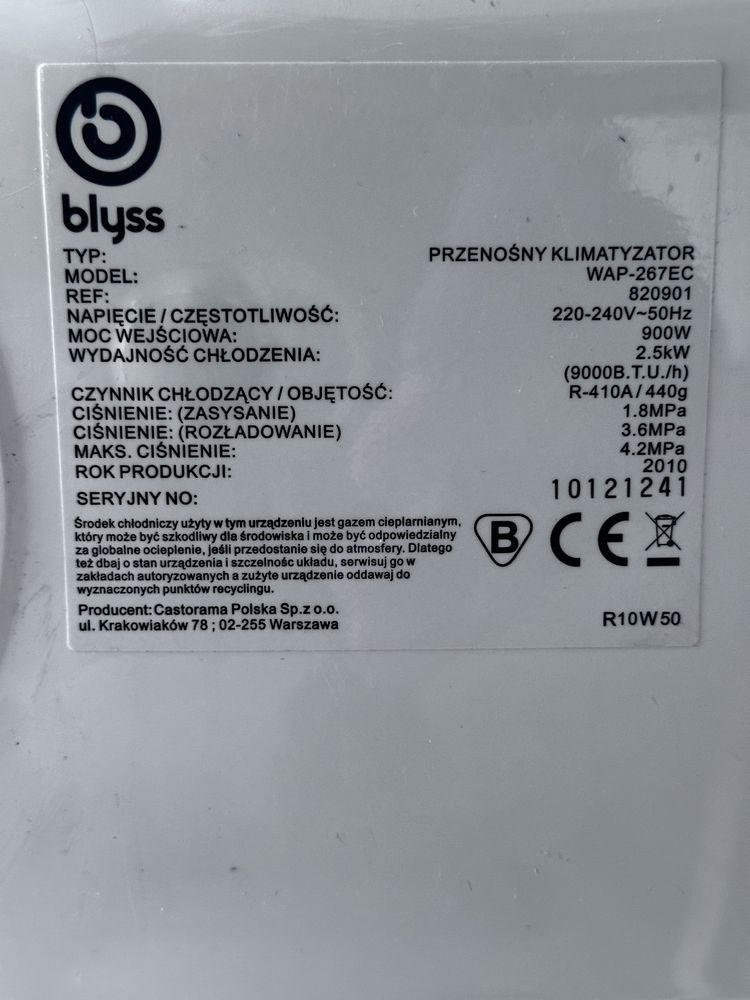 blyss
TYP: PRZENOŚNY KLIMATYZATOR
MODEL: WAP-267EC
REF: 820901
NAPIĘCIE / CZĘSTOTLIWOŚĆ: 220-240V~50Hz
MOC WEJŚCIOWA: 900W
WYDAJNOŚĆ CHŁODZENIA: 2.5kW
(9000B.T.U./h)
CZYNNIK CHŁODZĄCY / OBJĘTOŚĆ: R-410A / 440g
CIŚNIENIE: (ZASYSANIE) 1.8MPa
CIŚNIENIE: (ROZŁADOWANIE) 3.6MPa
MAKS. CIŚNIENIE: 4.2MPa
ROK PRODUKCJI: 2010
SERYJNY NO: 10121241
Środek chłodniczy użyty w tym urządzeniu jest gazem cieplarnianym,
który może być szkodliwy dla środowiska i może być odpowiedzialny
za globalne ocieplenie, jeśli przedostanie się do atmosfery. Dlatego
też dbaj o stan urządzenia i szczelnośc układu, serwisuj go w
zakładach autoryzowanych a zużyte urządzenie oddawaj do
wyznaczonych punktów recyclingu.
B CE
Producent: Castorama Polska Sp.z o.o.
ul. Krakowiaków 78 ; 02-255 Warszawa
R10W50